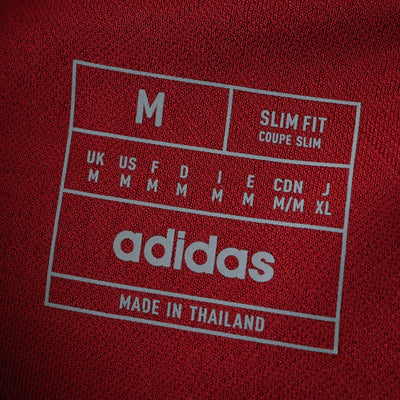 M
SLIM FIT
COUPE SLIM
UK US F D I E CDN J
M M M M M M M/M XL
adidas
MADE IN THAILAND